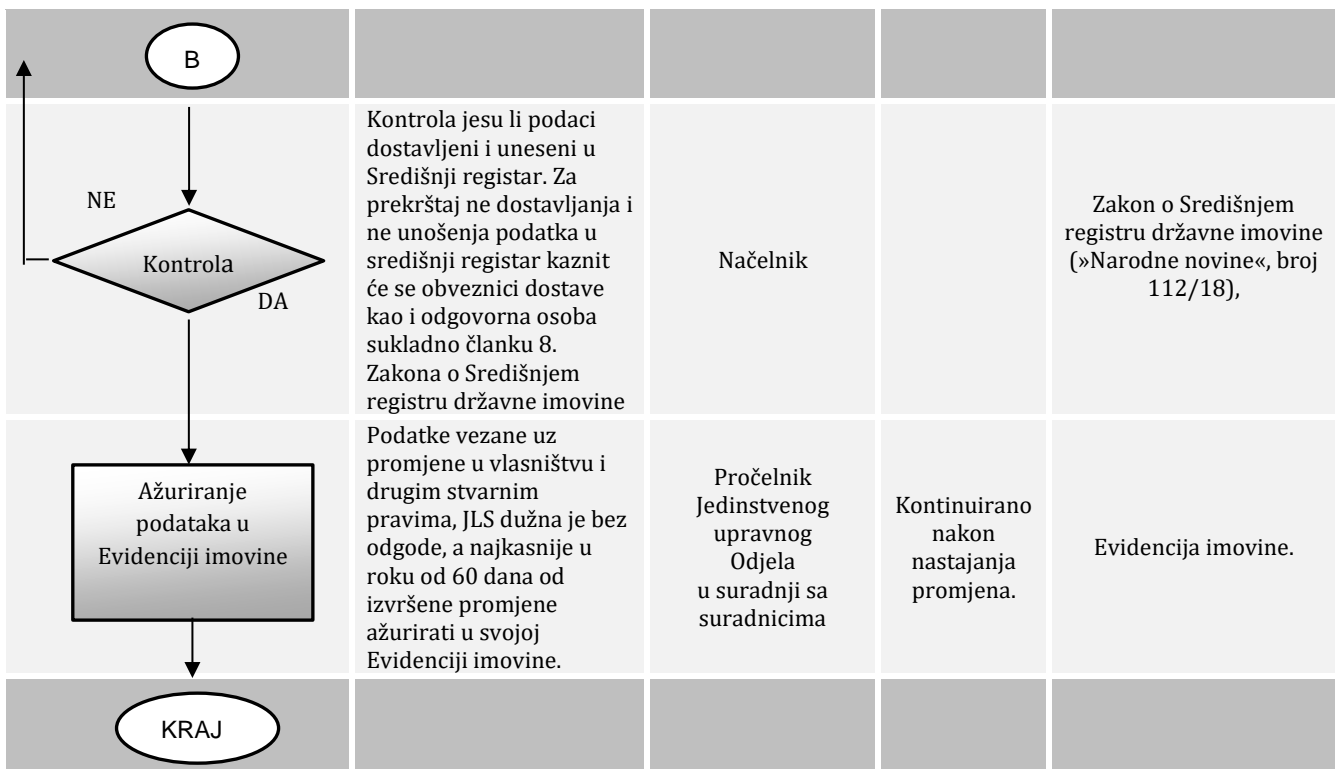 B
NE
Kontrola
DA
Kontrola jesu li podaci
dostavljeni i uneseni u
Središnji registar. Za
prekrštaj ne dostavljanja i
ne unošenja podatka u
središnji registar kaznit
će se obveznici dostave
kao i odgovorna osoba
sukladno članku 8.
Zakona o Središnjem
registru državne imovine
Načelnik
Zakon o Središnjem
registru državne imovine
(»Narodne novine«, broj
112/18),
Ažuriranje
podataka u
Evidenciji imovine
Podatke vezane uz
promjene u vlasništvu i
drugim stvarnim
pravima, JLS dužna je bez
odgode, a najkasnije u
roku od 60 dana od
izvršene promjene
ažurirati u svojoj
Evidenciji imovine.
Pročelnik
Jedinstvenog
upravnog
Odjela
u suradnji sa
suradnicima
Kontinuirano
nakon
nastajanja
promjena.
Evidencija imovine.
KRAJ